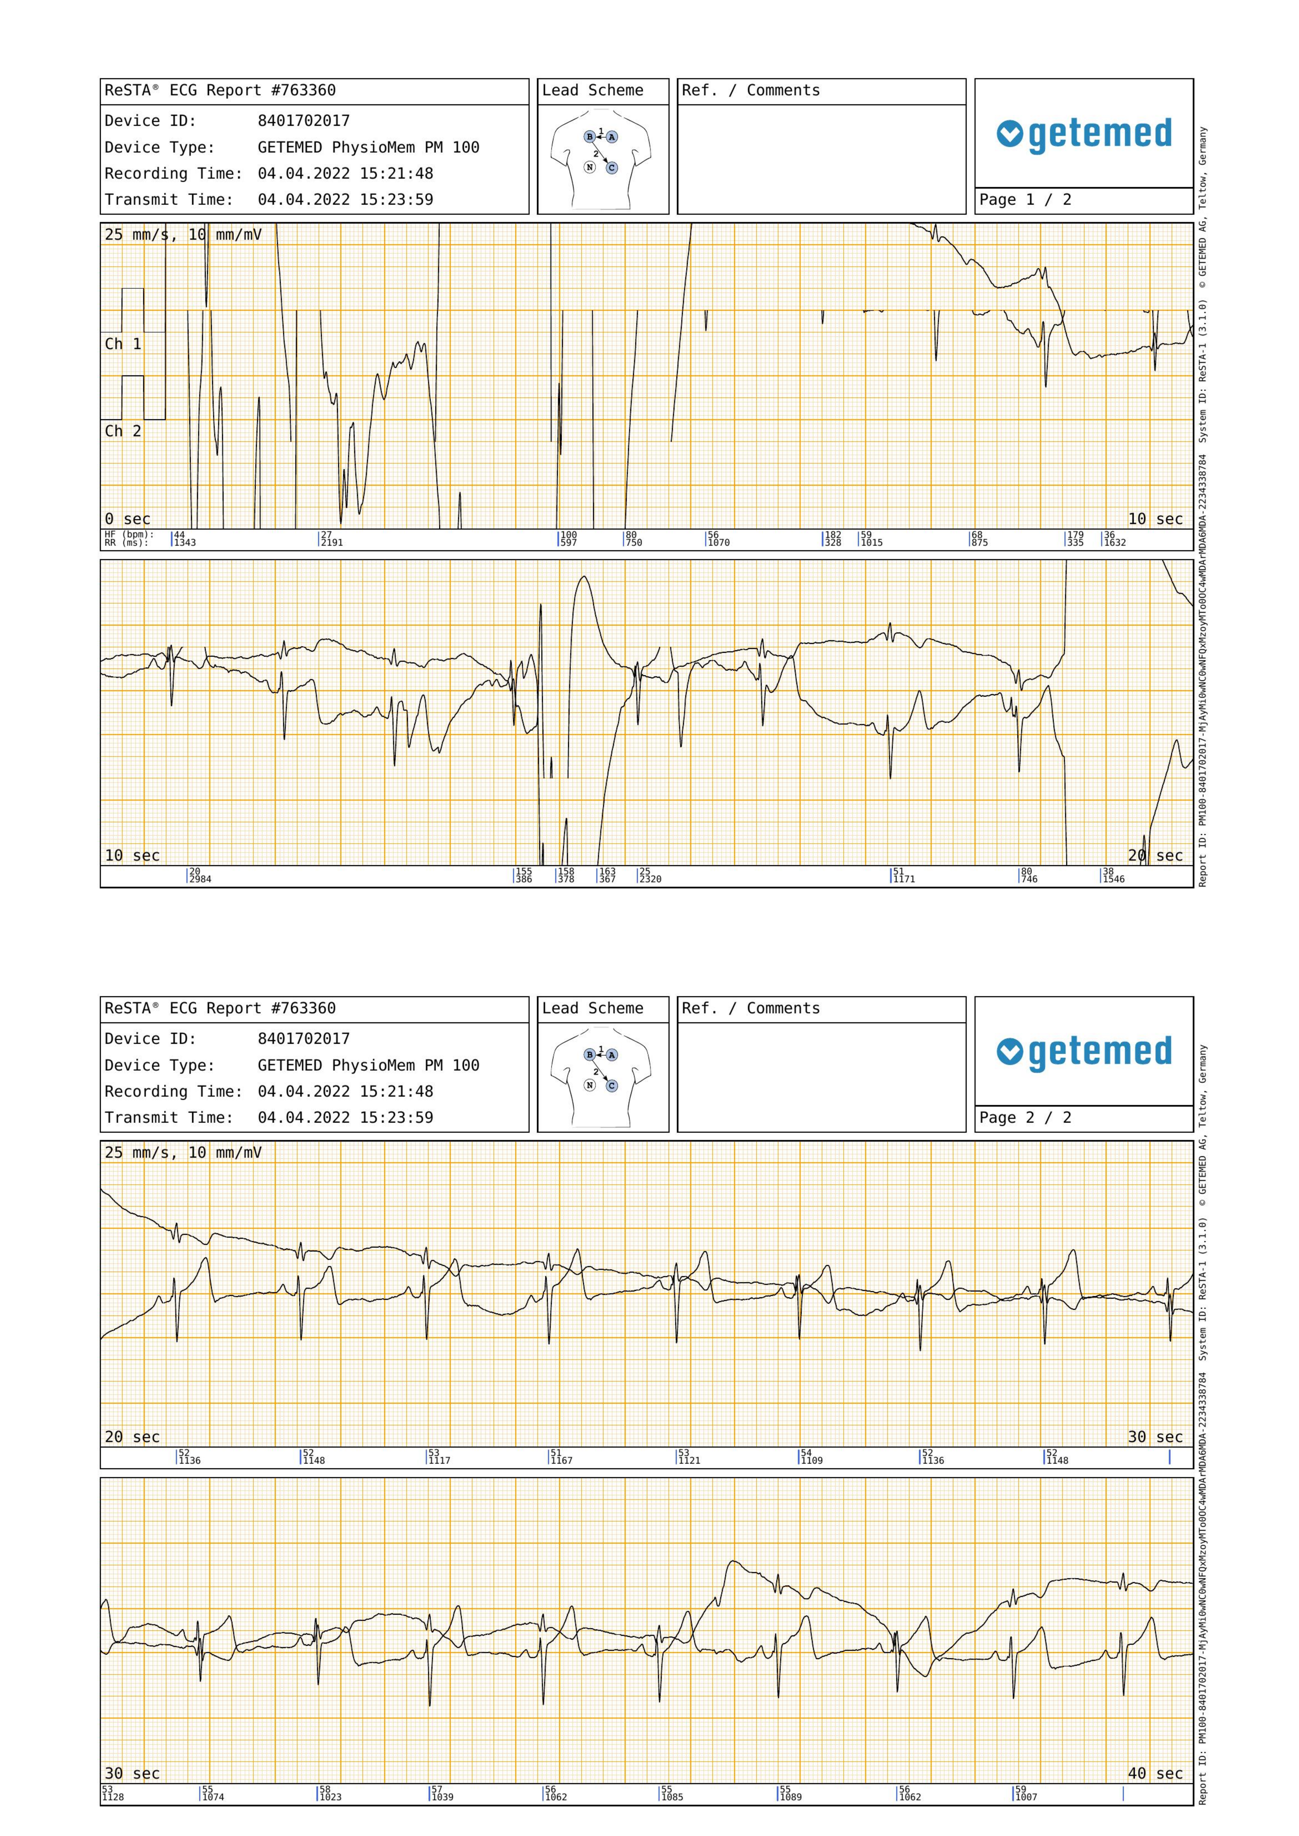 ReSTA® ECG Report #763360
Device ID: 8401702017
Device Type: GETEMED PhysioMem PM 100
Recording Time: 04.04.2022 15:21:48
Transmit Time: 04.04.2022 15:23:59
Lead Scheme
B 1 A
2
N C
Ref. / Comments
getemed
Page 1 / 2
25 mm/s, 10 mm/mV
Ch 1
Ch 2
0 sec 10 sec
HF (bpm): 44 27 100 80 56 182 59 68 179 36
RR (ms): 1343 2191 597 750 1070 328 1015 875 335 1632
10 sec 20 sec
20 155 158 163 25 51 80 38
2984 386 378 367 2320 1171 746 1546
System ID: ReSTA-1 (3.1.0) © GETEMED AG, Teltow, Germany
ReSTA® ECG Report #763360
Device ID: 8401702017
Device Type: GETEMED PhysioMem PM 100
Recording Time: 04.04.2022 15:21:48
Transmit Time: 04.04.2022 15:23:59
Lead Scheme
B 1 A
2
N C
Ref. / Comments
getemed
Page 2 / 2
25 mm/s, 10 mm/mV
20 sec 30 sec
52 52 53 51 53 54 52 52
1136 1148 1117 1167 1121 1109 1136 1148
30 sec 40 sec
53 55 58 57 56 55 55 56 59
1128 1074 1023 1039 1062 1085 1089 1062 1007
System ID: ReSTA-1 (3.1.0) © GETEMED AG, Teltow, Germany